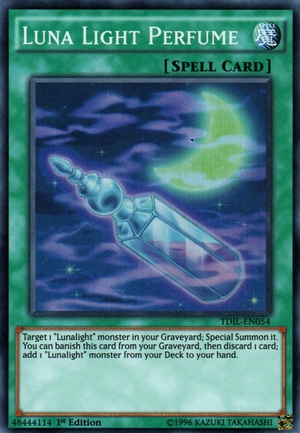 LUNA LIGHT PERFUME 魔
[SPELL CARD]
TDIL-EN054
Target 1 "Lunalight" monster in your Graveyard; Special Summon it.
You can banish this card from your Graveyard, then discard 1 card;
add 1 "Lunalight" monster from your Deck to your hand.
48444114 1st Edition ©1996 KAZUKI TAKAHASHI